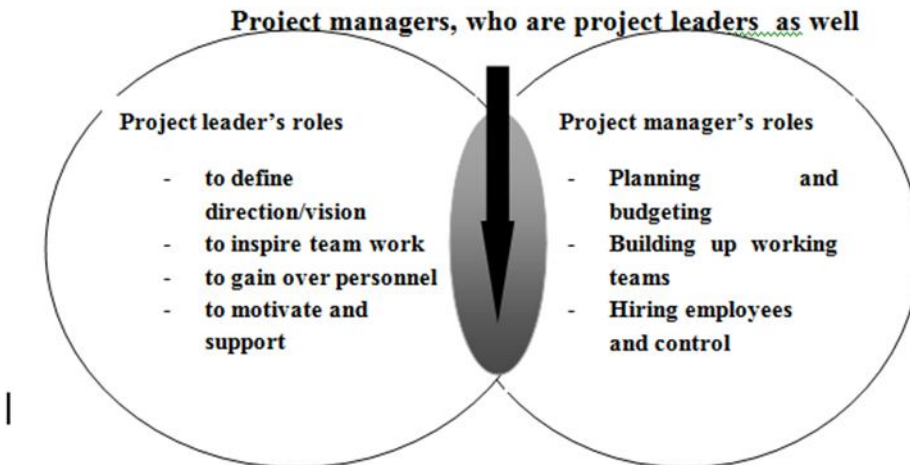 Project managers, who are project leaders as well
Project leader's roles
- to define
direction/vision
- to inspire team work
- to gain over personnel
- to motivate and
support
Project manager's roles
- Planning and
budgeting
- Building up working
teams
- Hiring employees
and control